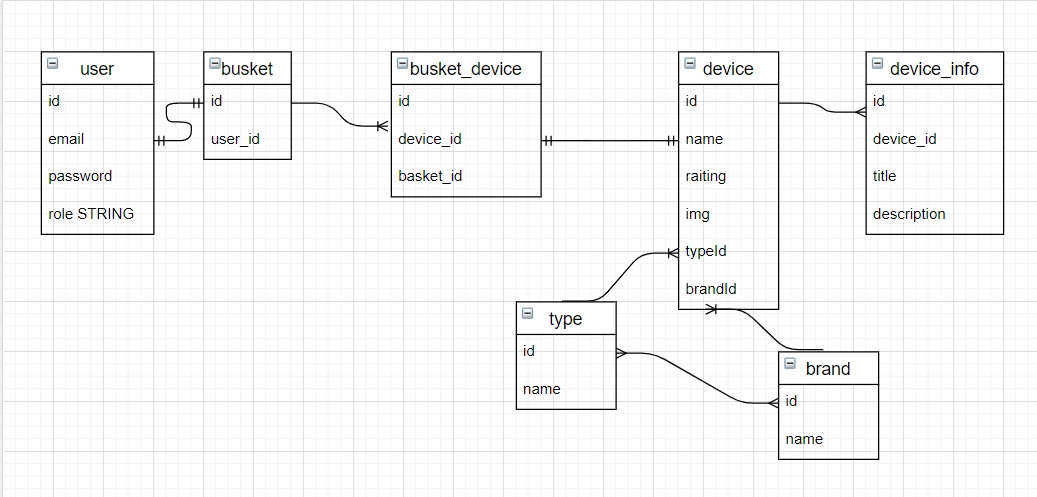 user
id
email
password
role STRING
busket
id
user_id
busket_device
id
device_id
basket_id
device
id
name
raiting
img
typeId
brandId
device_info
id
device_id
title
description
type
id
name
brand
id
name